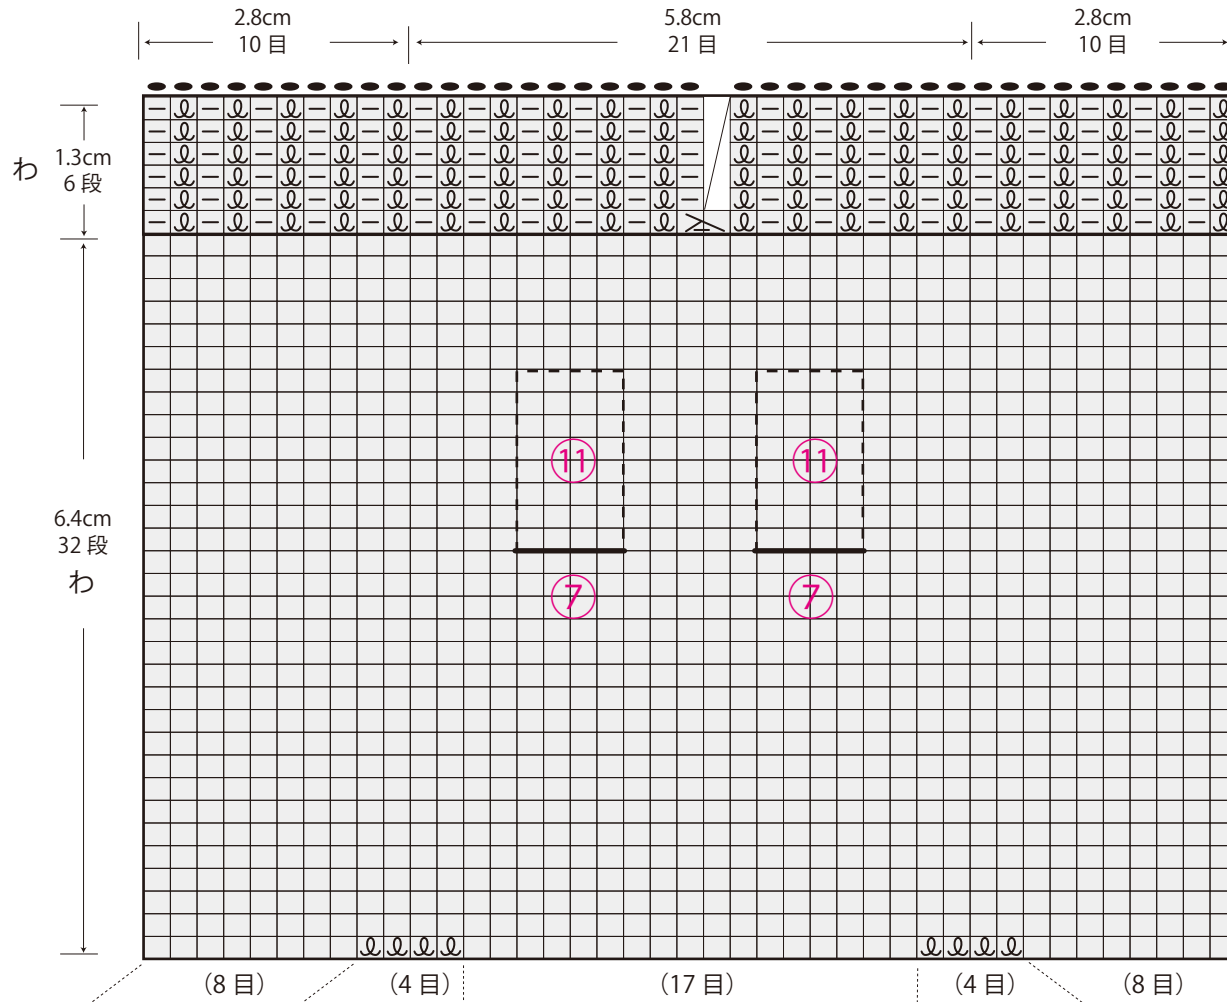 2.8cm
10 目
5.8cm
21 目
2.8cm
10 目
わ
1.3cm
6 段
⑪
⑪
6.4cm
32 段
わ
⑦
⑦
(8 目)
(4 目)
(17 目)
(4 目)
(8 目)